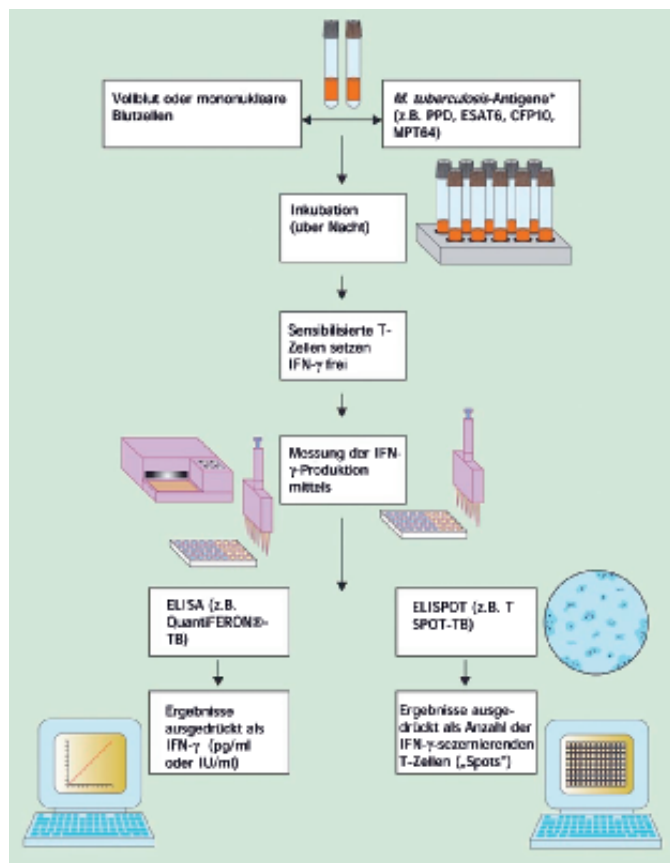 Vollblut oder mononukleare
Blutzellen
M. tuberculosis-Antigene*
(z.B. PPD, ESAT6, CFP10,
MPT64)
Inkubation
(über Nacht)
Sensibilisierte T-
Zellen setzen
IFN-γ frei
Messung der IFN-
γ-Produktion
mittels
ELISA (z.B.
QuantiFERON®-
TB)
ELISPOT (z.B. T
SPOT-TB)
Ergebnisse
ausgedrückt als
IFN-γ (pg/ml
oder IU/ml)
Ergebnisse ausge-
drückt als Anzahl der
IFN-γ-sezernierenden
T-Zellen („Spots”)